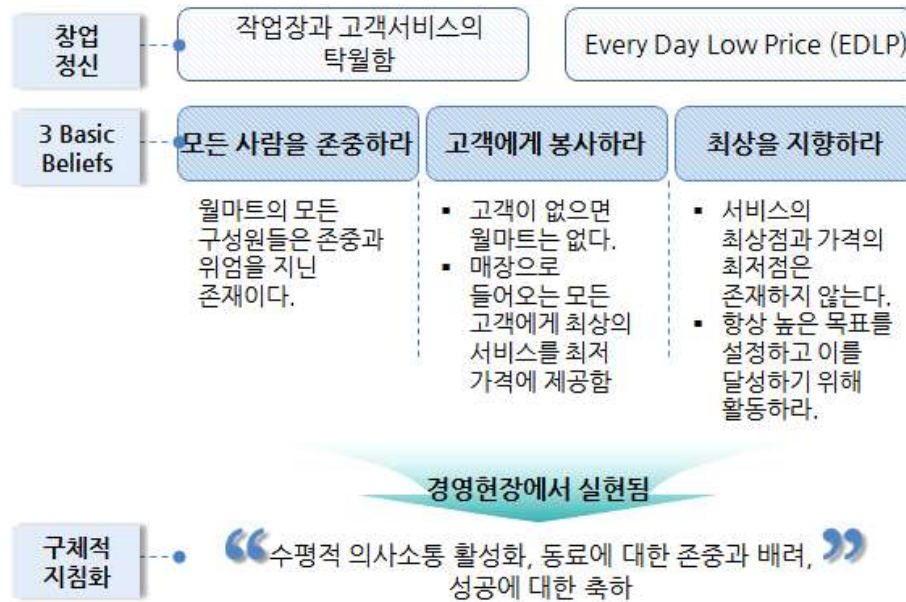 창업
정신
작업장과 고객서비스의
탁월함
Every Day Low Price (EDLP)
3 Basic
Beliefs
모든 사람을 존중하라
고객에게 봉사하라
최상을 지향하라
월마트의 모든
구성원들은 존중과
위엄을 지닌
존재이다.
▪ 고객이 없으면
월마트는 없다.
▪ 매장으로
들어오는 모든
고객에게 최상의
서비스를 최저
가격에 제공함
▪ 서비스의
최상점과 가격의
최저점은
존재하지 않는다.
▪ 항상 높은 목표를
설정하고 이를
달성하기 위해
활동하라.
경영현장에서 실현됨
구체적
지침화
“수평적 의사소통 활성화, 동료에 대한 존중과 배려,”
성공에 대한 축하